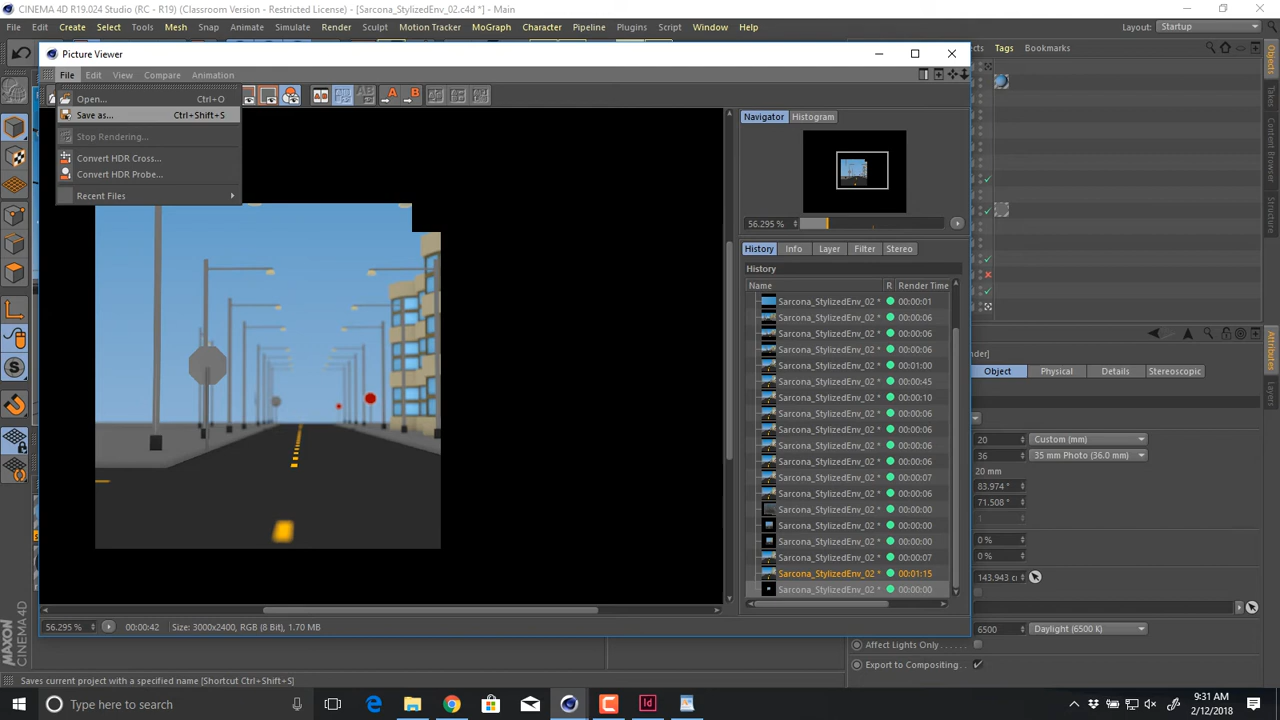 CINEMA 4D R19.024 Studio (RC - R19) (Classroom Version - Restricted License) - [Sarcona_StylizedEnv_02.c4d *] - Main
File Edit Create Select Tools Mesh Snap Animate Simulate Render Sculpt Motion Tracker MoGraph Character Pipeline Plugins Script Window Help Layout: Startup
Picture Viewer
Tags Bookmarks
File Edit View Compare Animation
Open... Ctrl+O
Save as... Ctrl+Shift+S
Stop Rendering...
Convert HDR Cross...
Convert HDR Probe...
Recent Files
AB A B
Navigator Histogram
56.295 %
History Info Layer Filter Stereo
History
Name R Render Time
Sarcona_StylizedEnv_02 * 00:00:01
Sarcona_StylizedEnv_02 * 00:00:06
Sarcona_StylizedEnv_02 * 00:00:06
Sarcona_StylizedEnv_02 * 00:00:06
Sarcona_StylizedEnv_02 * 00:01:00
Sarcona_StylizedEnv_02 * 00:00:45
Sarcona_StylizedEnv_02 * 00:00:10
Sarcona_StylizedEnv_02 * 00:00:06
Sarcona_StylizedEnv_02 * 00:00:06
Sarcona_StylizedEnv_02 * 00:00:06
Sarcona_StylizedEnv_02 * 00:00:06
Sarcona_StylizedEnv_02 * 00:00:07
Sarcona_StylizedEnv_02 * 00:00:06
Sarcona_StylizedEnv_02 * 00:00:00
Sarcona_StylizedEnv_02 * 00:00:00
Sarcona_StylizedEnv_02 * 00:00:00
Sarcona_StylizedEnv_02 * 00:00:07
Sarcona_StylizedEnv_02 * 00:01:15
Sarcona_StylizedEnv_02 * 00:00:00
56.295 % 00:00:42 Size: 3000x2400, RGB (8 Bit), 1.70 MB
Objects
Takes
Content Browser
Structure
Attributes
Layers
Object Physical Details Stereoscopic
20 Custom (mm)
36 35 mm Photo (36.0 mm)
20 mm
83.974 °
71.508 °
1
0 %
0 %
6500 Daylight (6500 K)
Affect Lights Only
Export to Compositing
MAXON
CINEMA 4D
Saves current project with a specified name [Shortcut Ctrl+Shift+S]
Type here to search
9:31 AM
2/12/2018